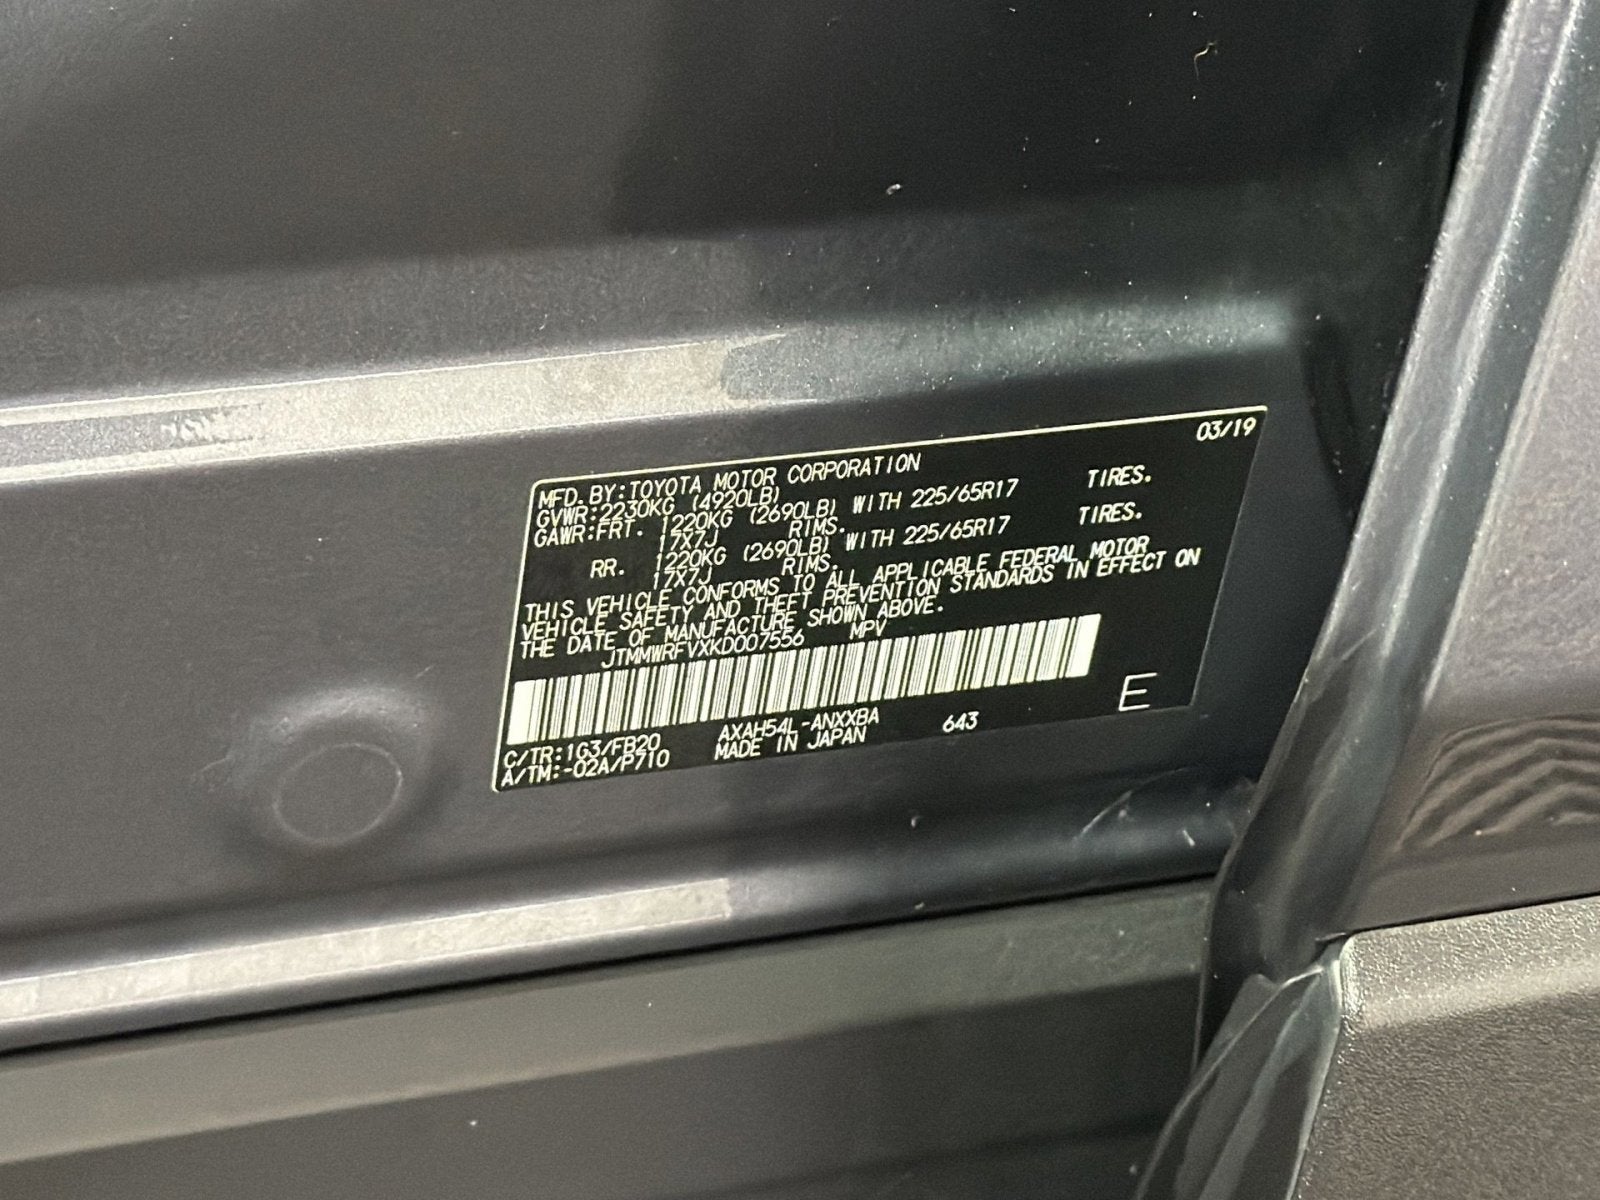 03/19
MFD. BY:TOYOTA MOTOR CORPORATION
GVWR:2230KG (4920LB)
GAWR:FRT. 1220KG (2690LB) WITH 225/65R17 TIRES.
17X7J RIMS.
RR. 1220KG (2690LB) WITH 225/65R17 TIRES.
17X7J RIMS.
THIS VEHICLE CONFORMS TO ALL APPLICABLE FEDERAL MOTOR
VEHICLE SAFETY AND THEFT PREVENTION STANDARDS IN EFFECT ON
THE DATE OF MANUFACTURE SHOWN ABOVE.
JTMMWRFVXKD007556 MPV
E
C/TR:1G3/FB20 AXAH54L-ANXXBA 643
A/TM:-02A/P710 MADE IN JAPAN